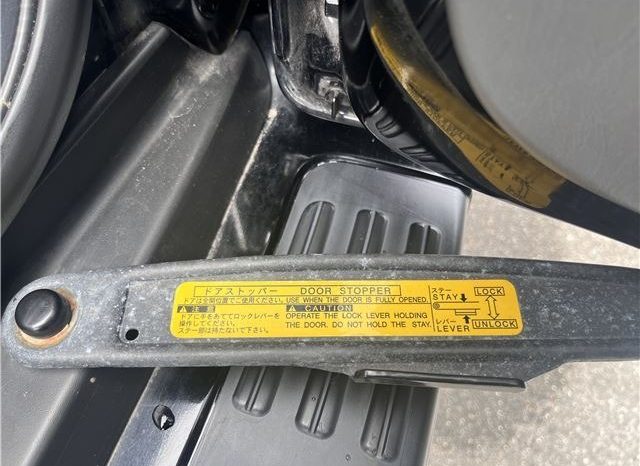 ドアストッパー DOOR STOPPER
ドアは全開位置でご使用ください。USE WHEN THE DOOR IS FULLY OPENED.
⚠注意 ⚠CAUTION
ドアに手をあててロックレバーを OPERATE THE LOCK LEVER HOLDING
操作してください。 THE DOOR. DO NOT HOLD THE STAY.
ステー部は持たないで下さい。
ステー STAY LOCK
レバー LEVER UNLOCK